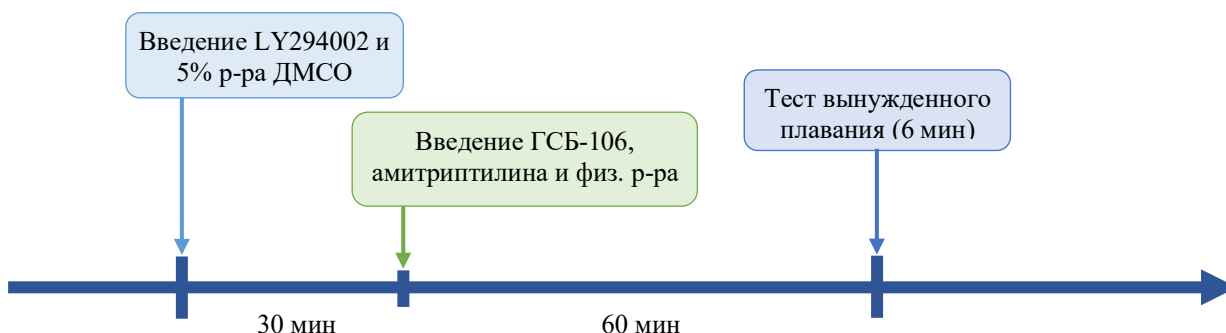 Введение LY294002 и
5% р-ра ДМСО
Введение ГСБ-106,
амитриптилина и физ. р-ра
Тест вынужденного
плавания (6 мин)
30 мин
60 мин